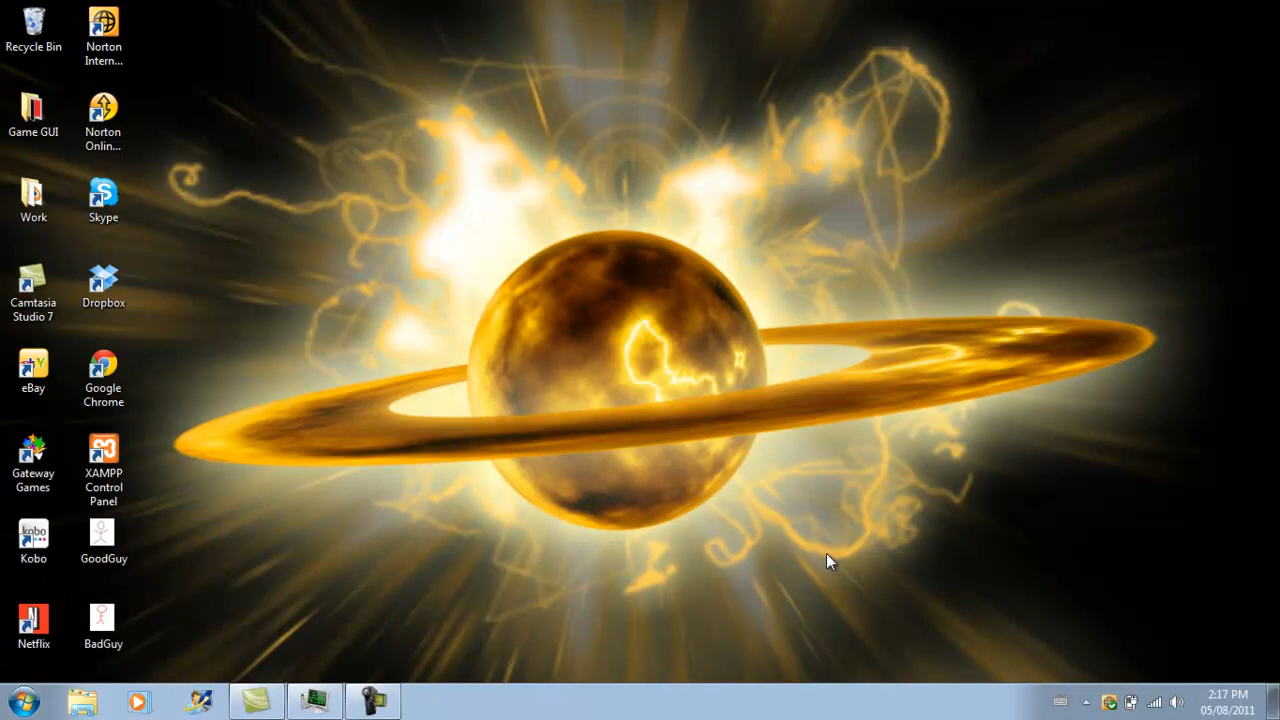 Recycle Bin
Norton
Intern...
Game GUI
Norton
Onlin...
Work
Skype
Camtasia
Studio 7
Dropbox
eBay
Google
Chrome
Gateway
Games
XAMPP
Control
Panel
kobo
Kobo
GoodGuy
Netflix
BadGuy
2:17 PM
05/08/2011